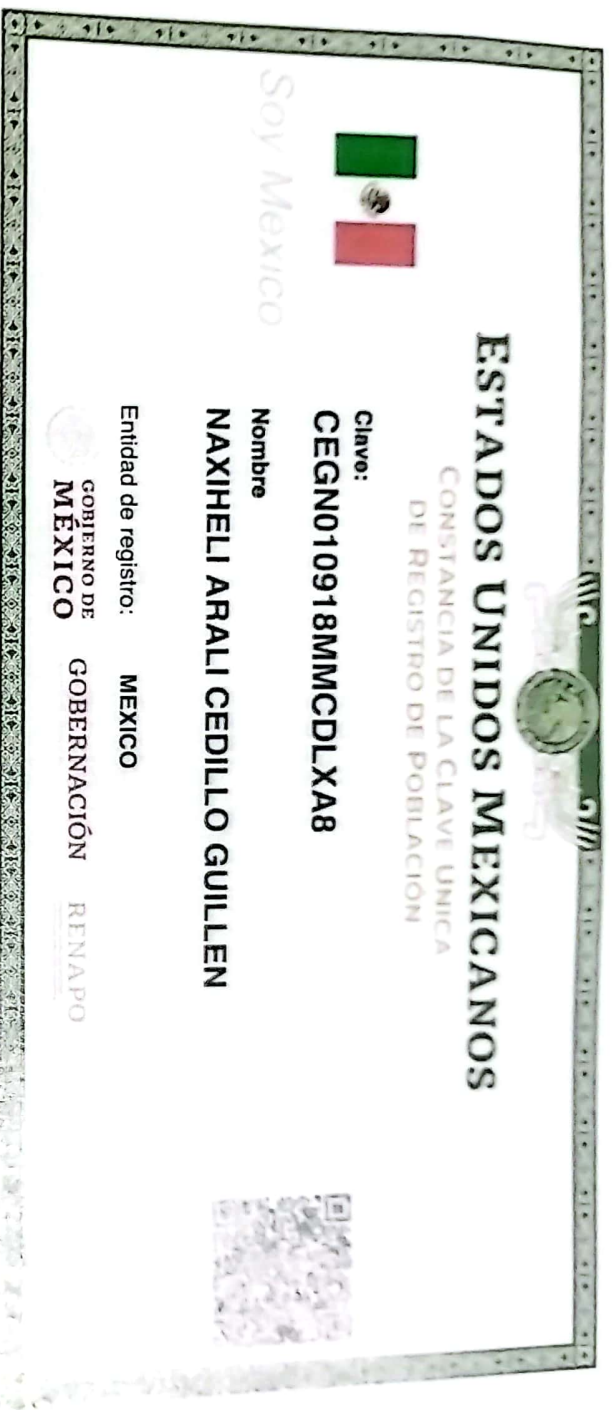 ESTADOS UNIDOS MEXICANOS
CONSTANCIA DE LA CLAVE ÚNICA
DE REGISTRO DE POBLACIÓN
Soy México
Clave:
CEGN010918MMCDLXA8
Nombre
NAXIHELI ARALI CEDILLO GUILLEN
Entidad de registro: MEXICO
GOBIERNO DE
MÉXICO
GOBERNACIÓN
RENAPO